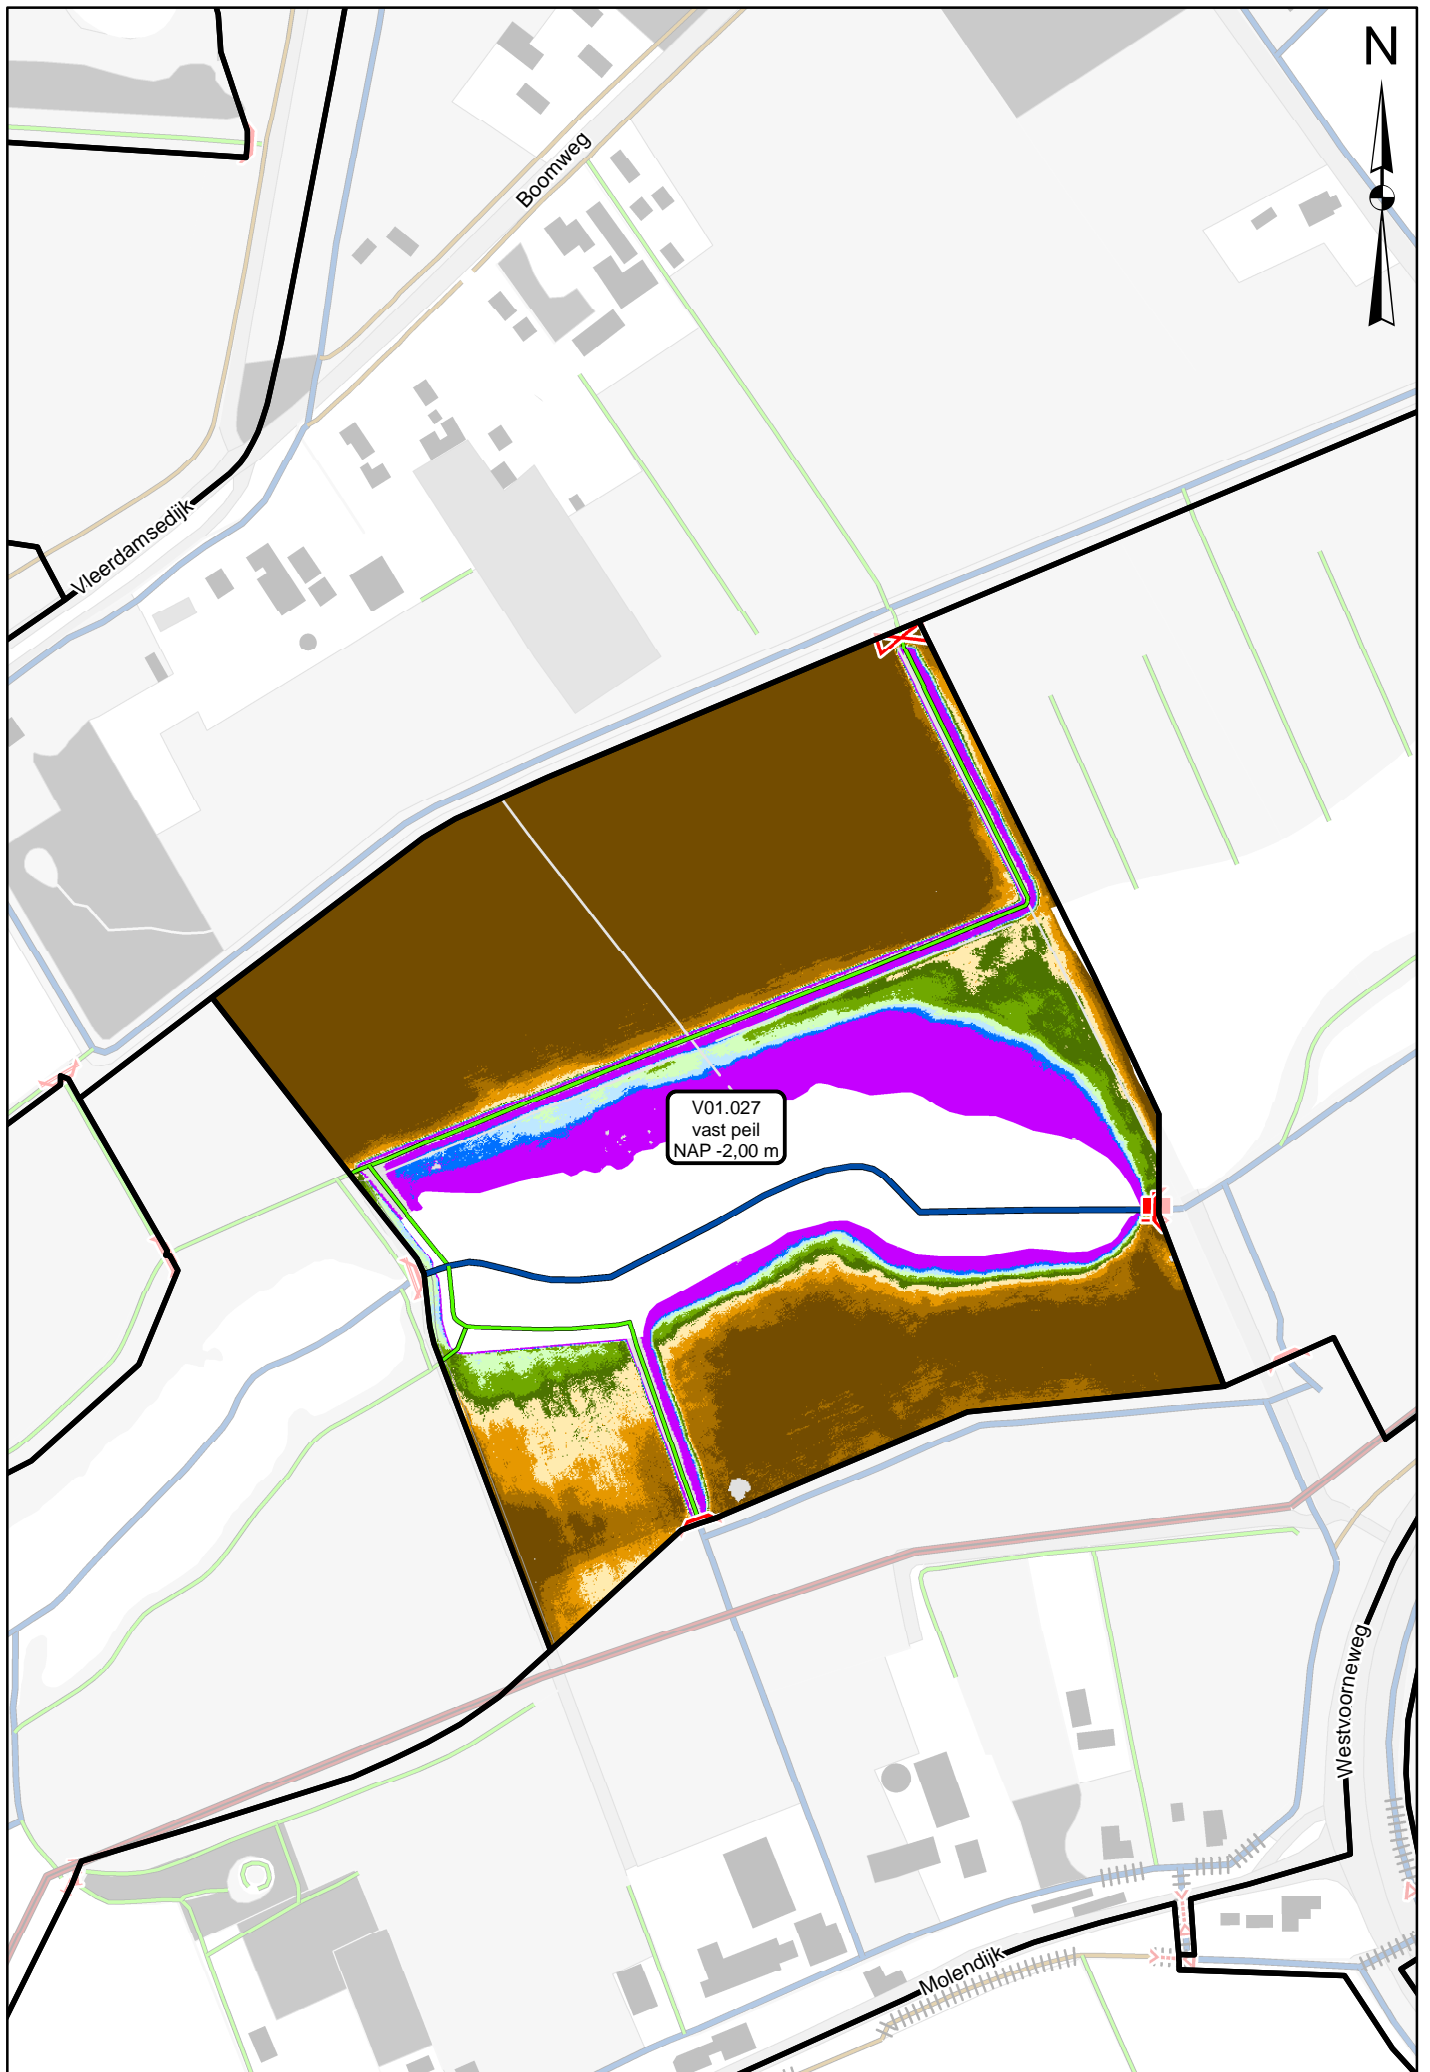 N
Boomweg
Vleerdamsedijk
V01.027
vast peil
NAP -2,00 m
Westvoorneweg
Molendijk